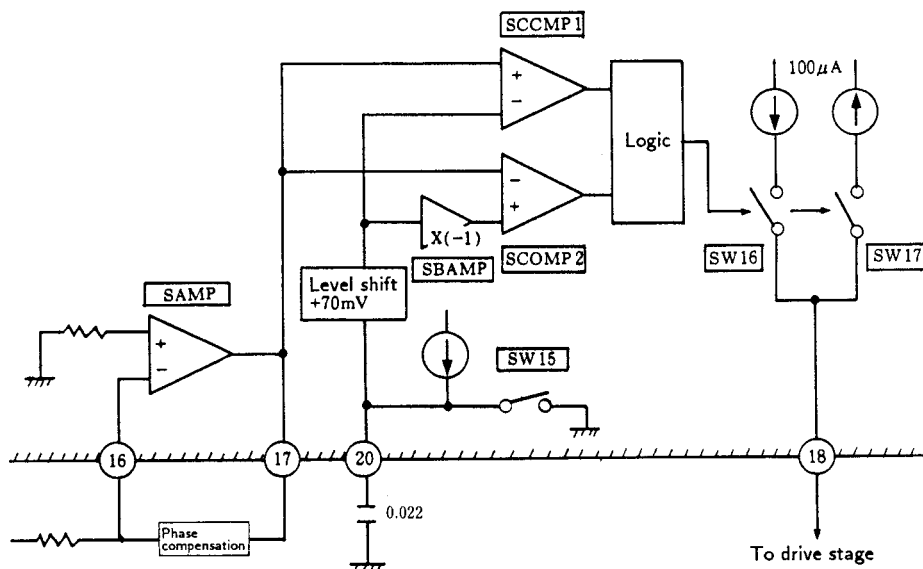 SCCMP1
+
−
100μA
Logic
−
+
X(-1)
SBAMP
SCOMP2
SW16
SW17
Level shift
+70mV
SAMP
+
−
SW15
16
17
20
18
0.022
Phase
compensation
To drive stage